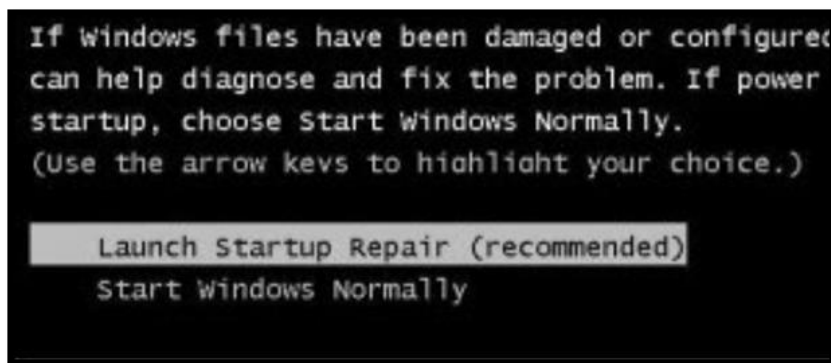 If Windows files have been damaged or configured
can help diagnose and fix the problem. If power
startup, choose Start Windows Normally.
(Use the arrow keys to highlight your choice.)
Launch Startup Repair (recommended)
Start Windows Normally